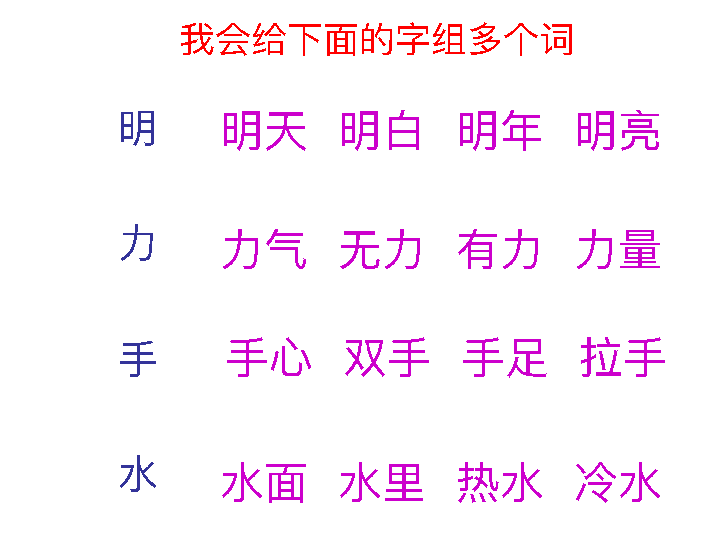 我会给下面的字组多个词
明 明天 明白 明年 明亮
力 力气 无力 有力 力量
手 手心 双手 手足 拉手
水 水面 水里 热水 冷水